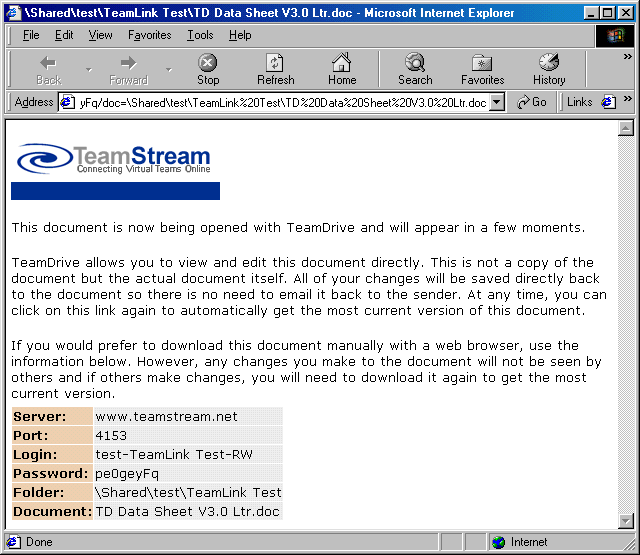 \Shared\test\TeamLink Test\TD Data Sheet V3.0 Ltr.doc - Microsoft Internet Explorer
File Edit View Favorites Tools Help
Back Forward Stop Refresh Home Search Favorites History »
Address yFq/doc=\Shared\test\TeamLink%20Test\TD%20Data%20Sheet%20V3.0%20Ltr.doc Go Links »
TeamStream
Connecting Virtual Teams Online
This document is now being opened with TeamDrive and will appear in a few moments.
TeamDrive allows you to view and edit this document directly. This is not a copy of the
document but the actual document itself. All of your changes will be saved directly back
to the document so there is no need to email it back to the sender. At any time, you can
click on this link again to automatically get the most current version of this document.
If you would prefer to download this document manually with a web browser, use the
information below. However, any changes you make to the document will not be seen by
others and if others make changes, you will need to download it again to get the most
current version.
Server: www.teamstream.net
Port: 4153
Login: test-TeamLink Test-RW
Password: pe0geyFq
Folder: \Shared\test\TeamLink Test
Document: TD Data Sheet V3.0 Ltr.doc
Done Internet